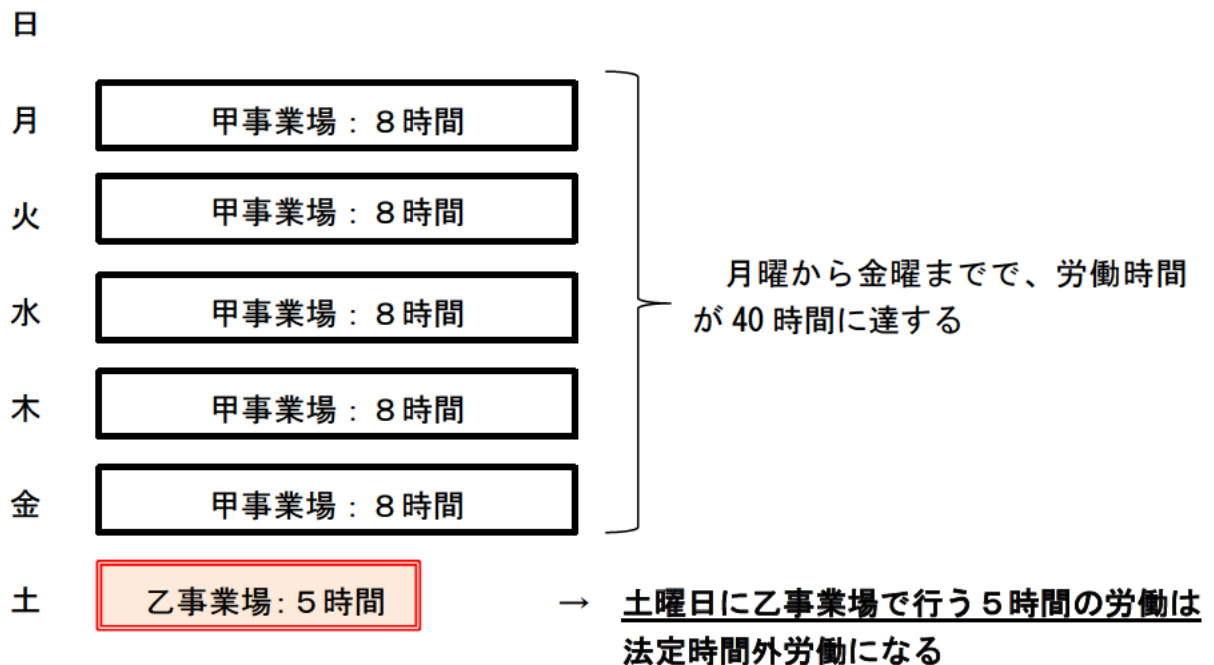 日
月
甲事業場：８時間
火
甲事業場：８時間
水
甲事業場：８時間
木
甲事業場：８時間
金
甲事業場：８時間
月曜から金曜までで、労働時間
が 40 時間に達する
土
乙事業場：５時間
→ 土曜日に乙事業場で行う５時間の労働は
法定時間外労働になる